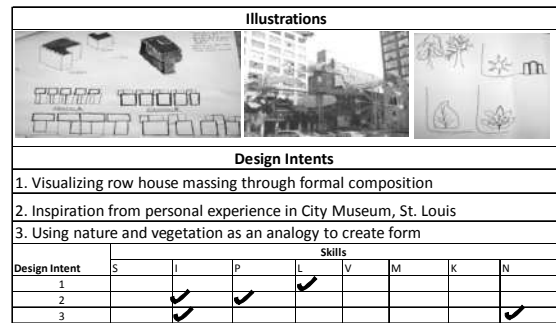 Illustrations
Design Intents
1. Visualizing row house massing through formal composition
2. Inspiration from personal experience in City Museum, St. Louis
3. Using nature and vegetation as an analogy to create form
Skills
Design Intent S I P L V M K N
1 ✓
2 ✓ ✓
3 ✓ ✓